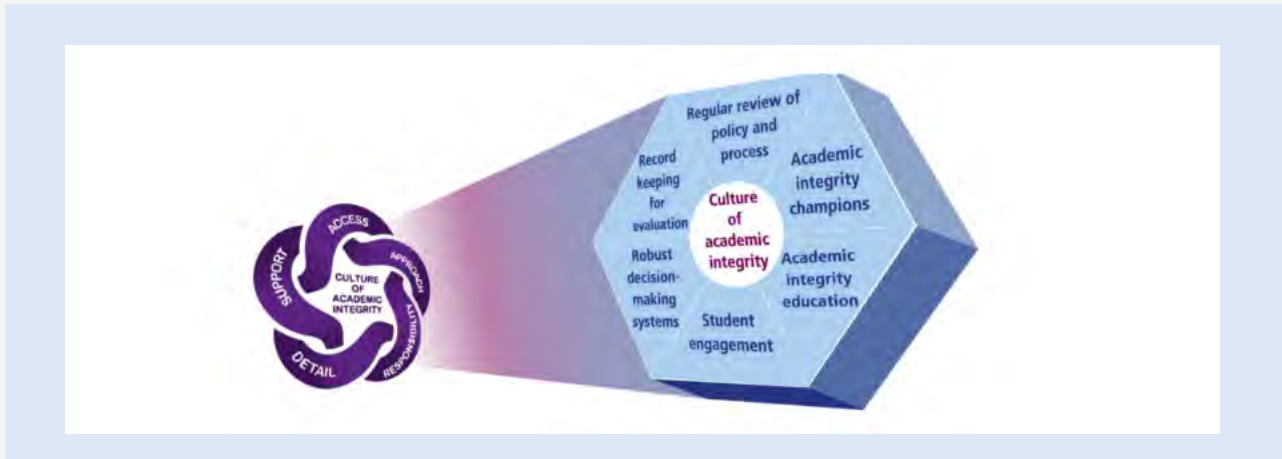 ACCESS
APPROACH
RESPONSIBILITY
DETAIL
SUPPORT
CULTURE
OF
ACADEMIC
INTEGRITY
Regular review of
policy and
process
Academic
integrity
champions
Academic
integrity
education
Student
engagement
Robust
decision-
making
systems
Record
keeping
for
evaluation
Culture
of
academic
integrity